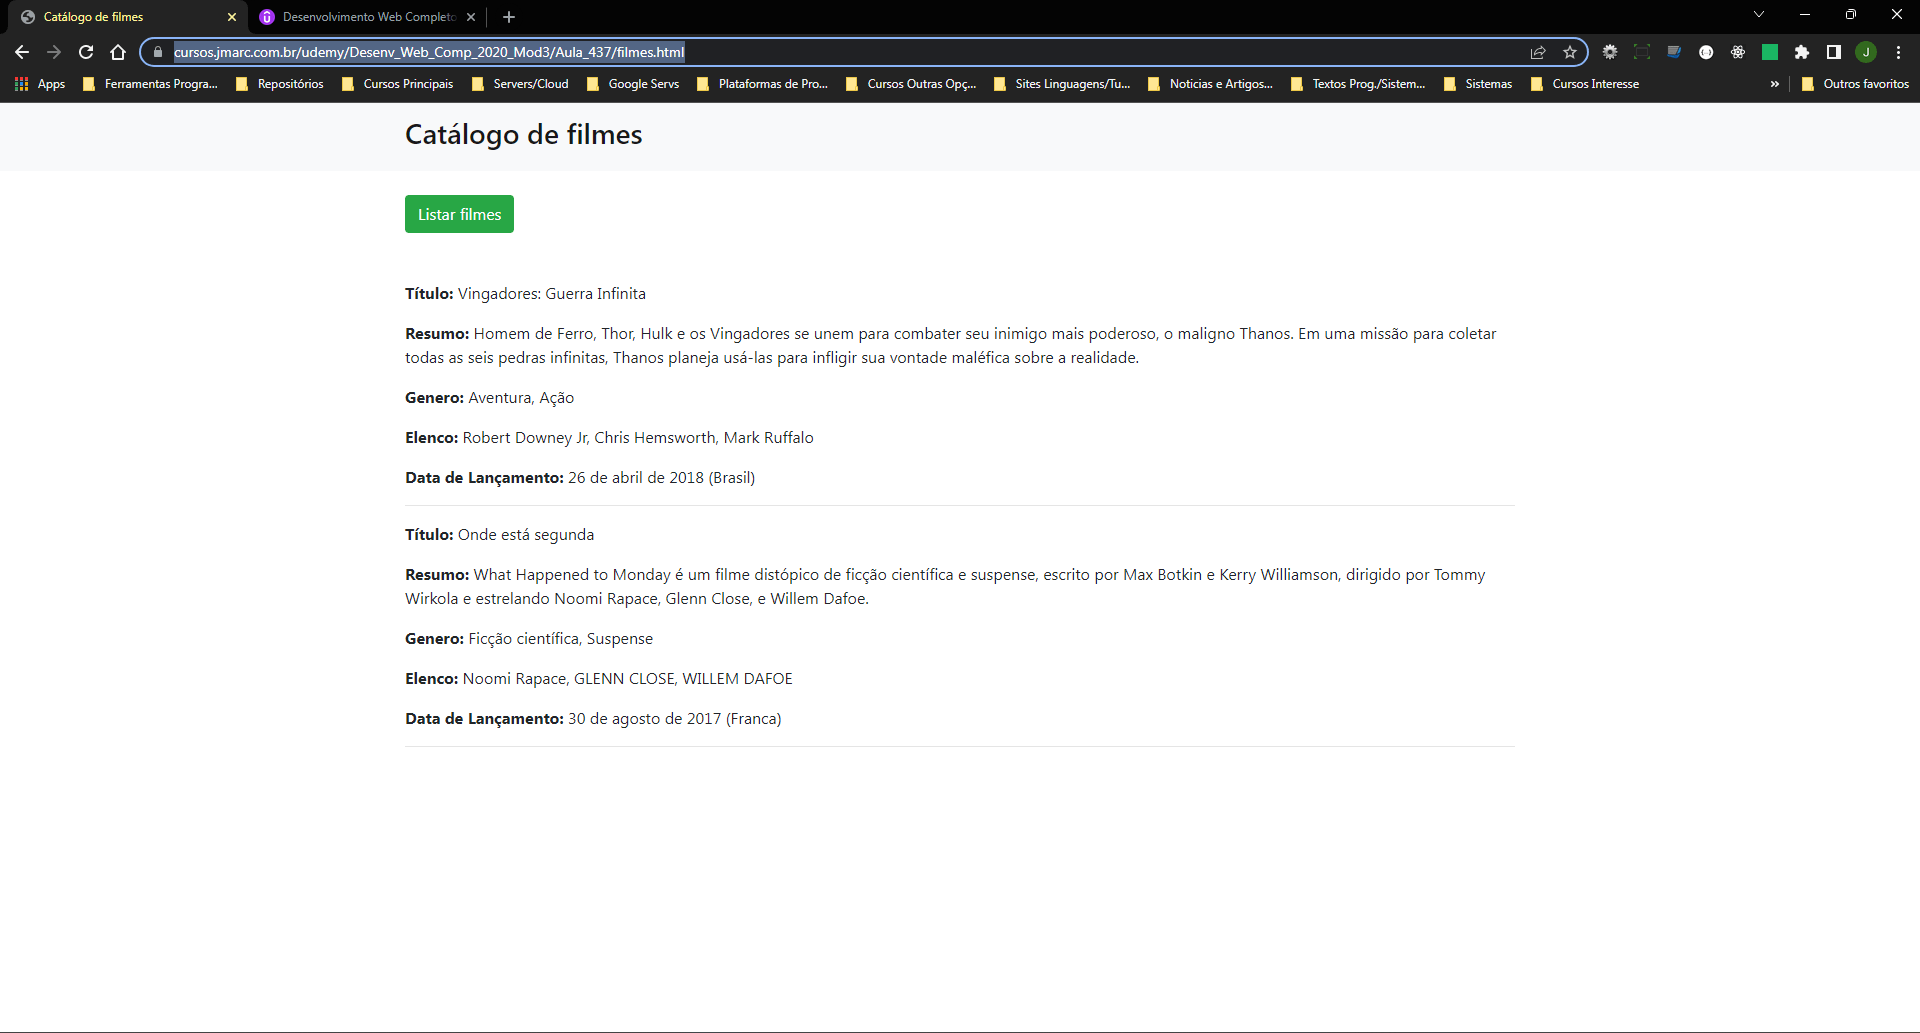 Catálogo de filmes
Desenvolvimento Web Completo
cursos.jmarc.com.br/udemy/Desenv_Web_Comp_2020_Mod3/Aula_437/filmes.html
J
Apps Ferramentas Progra... Repositórios Cursos Principais Servers/Cloud Google Servs Plataformas de Pro... Cursos Outras Opç... Sites Linguagens/Tu... Noticias e Artigos... Textos Prog./Sistem... Sistemas Cursos Interesse » Outros favoritos
Catálogo de filmes
Listar filmes
Título: Vingadores: Guerra Infinita
Resumo: Homem de Ferro, Thor, Hulk e os Vingadores se unem para combater seu inimigo mais poderoso, o maligno Thanos. Em uma missão para coletar
todas as seis pedras infinitas, Thanos planeja usá-las para infligir sua vontade maléfica sobre a realidade.
Genero: Aventura, Ação
Elenco: Robert Downey Jr, Chris Hemsworth, Mark Ruffalo
Data de Lançamento: 26 de abril de 2018 (Brasil)
Título: Onde está segunda
Resumo: What Happened to Monday é um filme distópico de ficção científica e suspense, escrito por Max Botkin e Kerry Williamson, dirigido por Tommy
Wirkola e estrelando Noomi Rapace, Glenn Close, e Willem Dafoe.
Genero: Ficção científica, Suspense
Elenco: Noomi Rapace, GLENN CLOSE, WILLEM DAFOE
Data de Lançamento: 30 de agosto de 2017 (Franca)